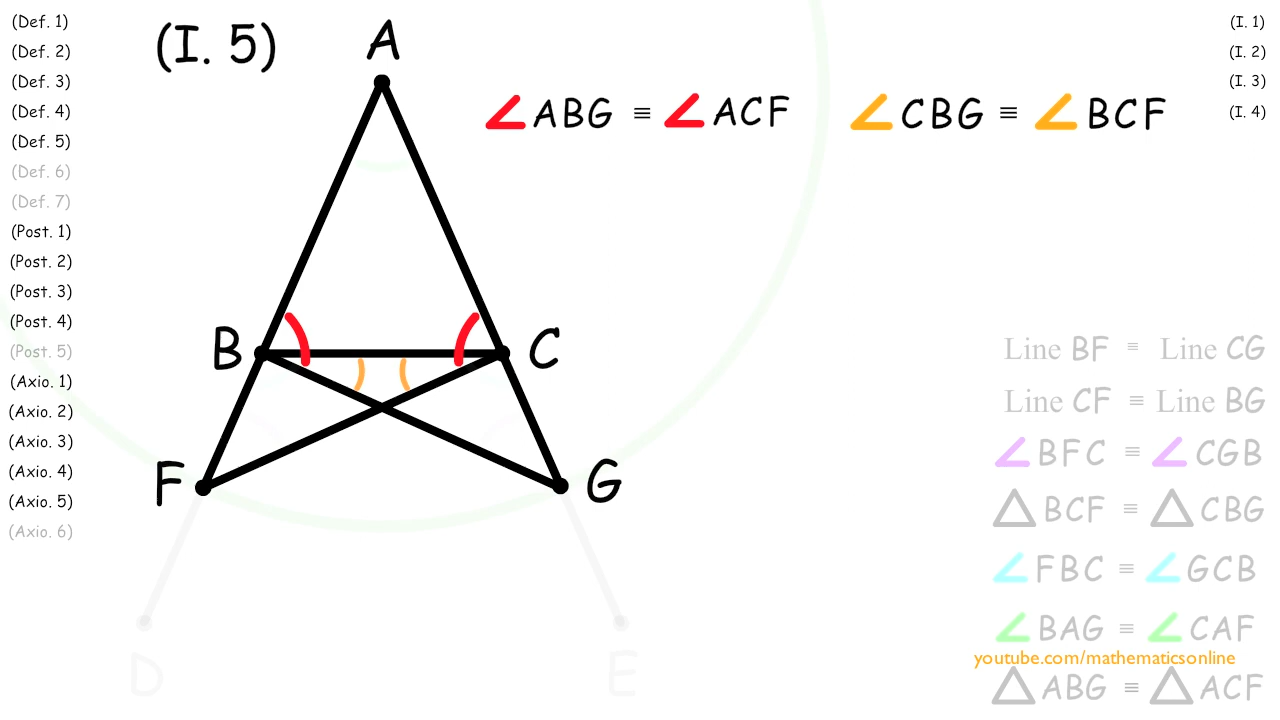 (Def. 1)
(Def. 2)
(Def. 3)
(Def. 4)
(Def. 5)
(Def. 6)
(Def. 7)
(Post. 1)
(Post. 2)
(Post. 3)
(Post. 4)
(Post. 5)
(Axio. 1)
(Axio. 2)
(Axio. 3)
(Axio. 4)
(Axio. 5)
(Axio. 6)
(I. 5)
A
B
C
F
G
D
E
∠ABG ≡ ∠ACF
∠CBG ≡ ∠BCF
(I. 1)
(I. 2)
(I. 3)
(I. 4)
Line BF ≡ Line CG
Line CF ≡ Line BG
∠BFC ≡ ∠CGB
△BCF ≡ △CBG
∠FBC ≡ ∠GCB
∠BAG ≡ ∠CAF
youtube.com/mathematicsonline
△ABG ≡ △ACF